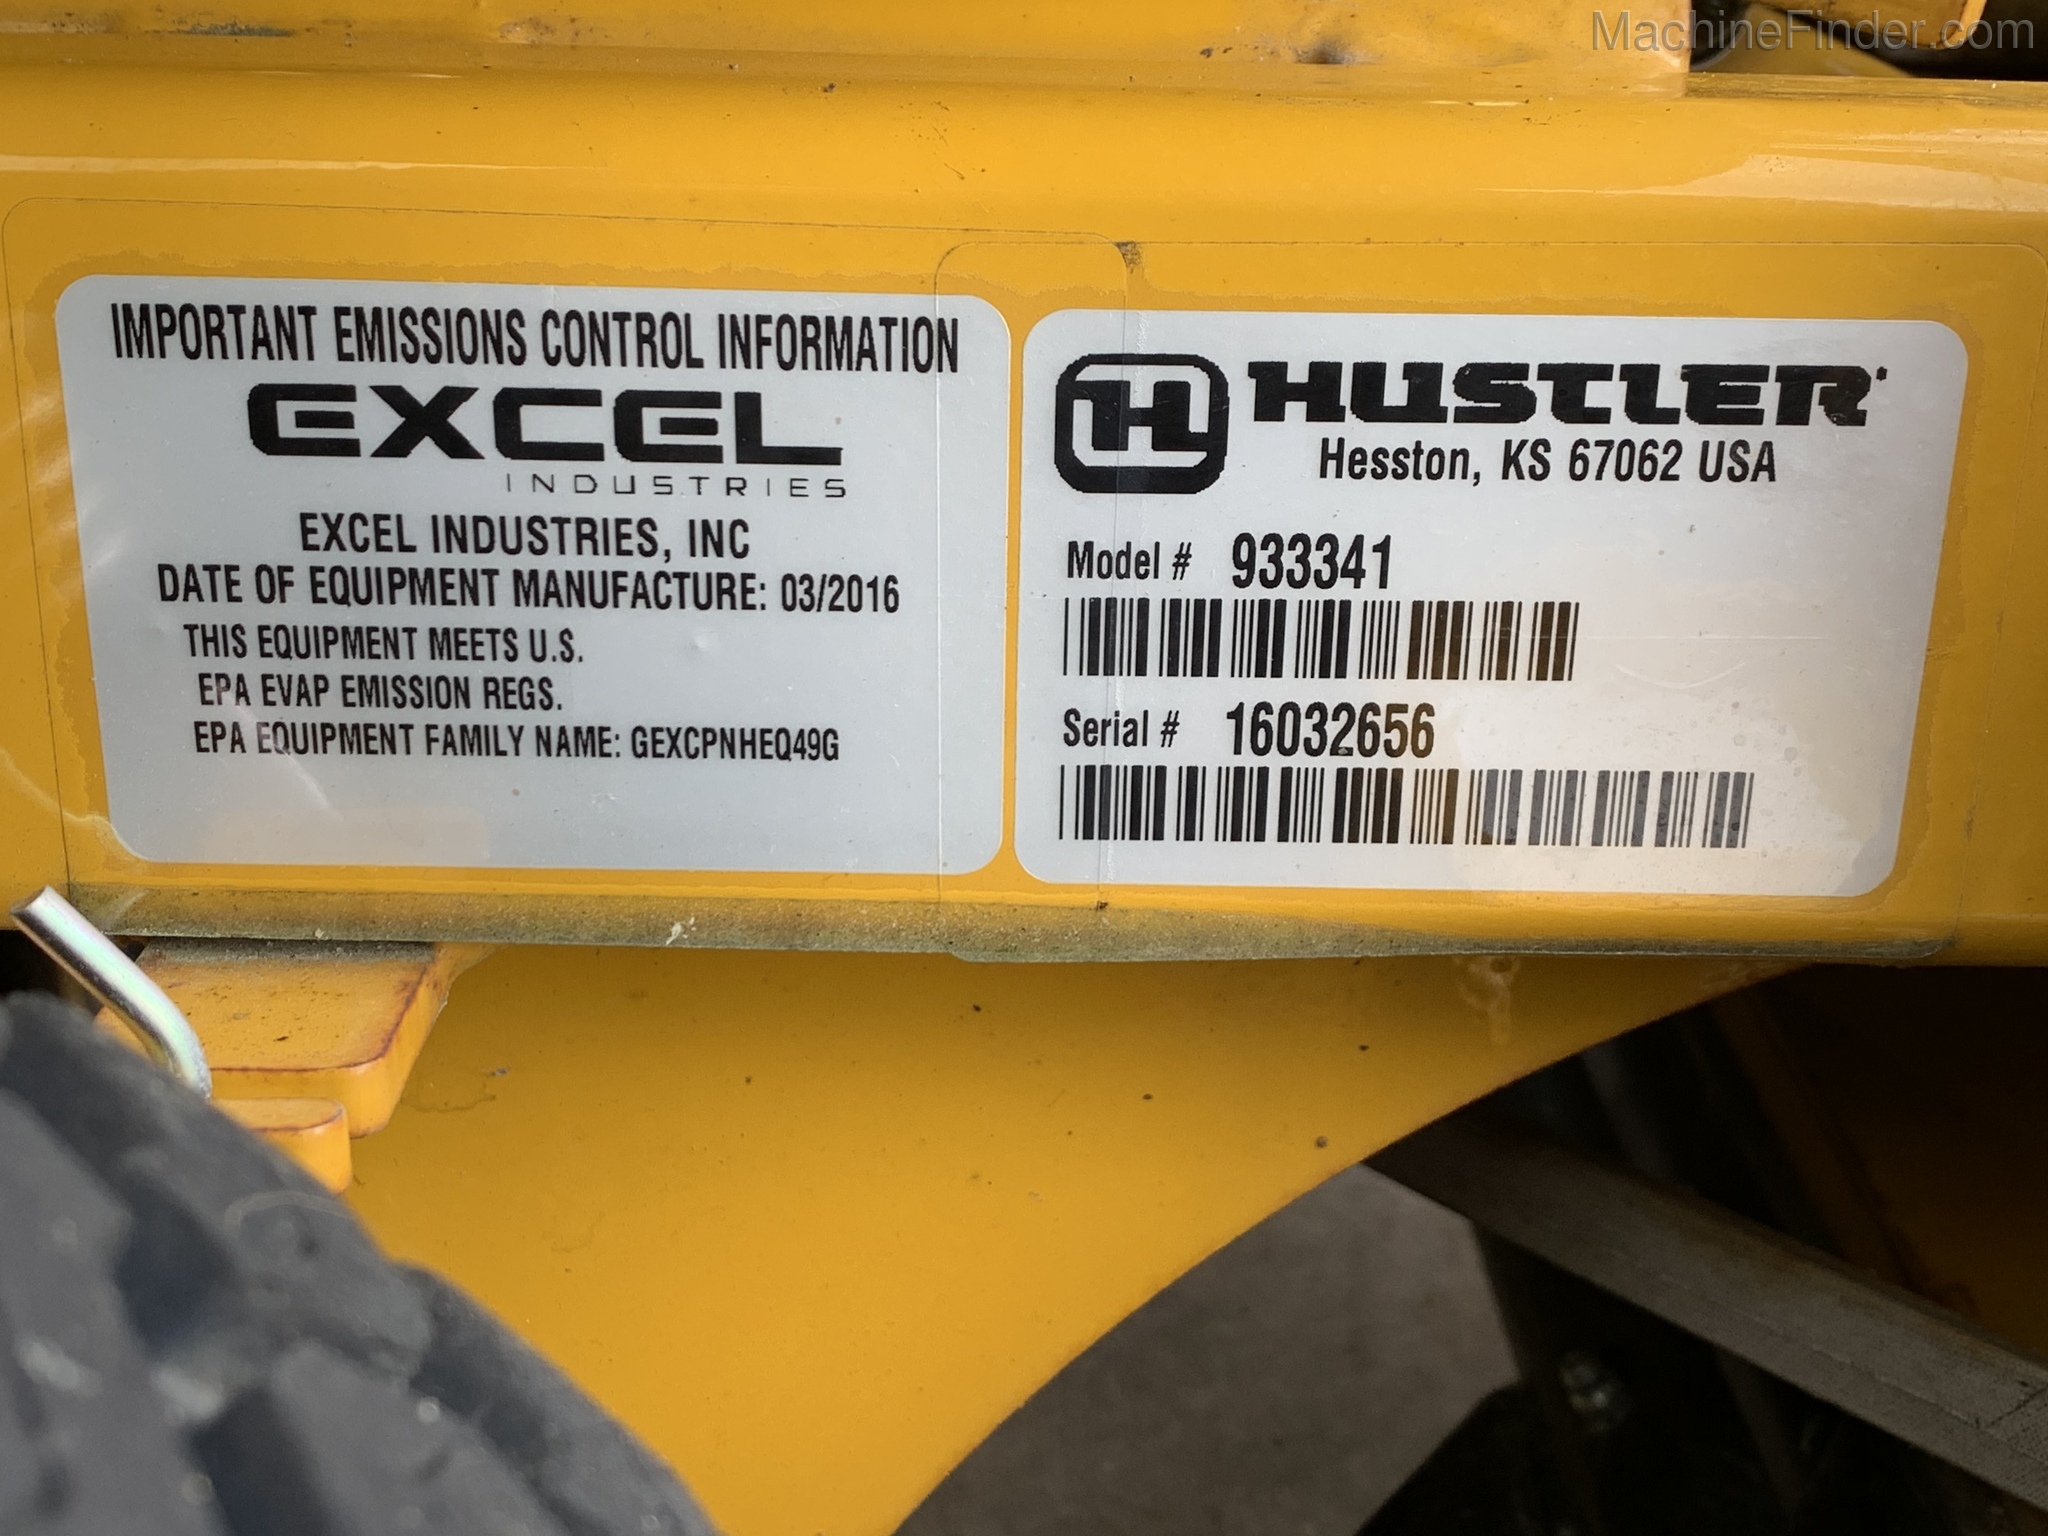 MachineFinder.com
IMPORTANT EMISSIONS CONTROL INFORMATION
EXCEL
INDUSTRIES
EXCEL INDUSTRIES, INC
DATE OF EQUIPMENT MANUFACTURE: 03/2016
THIS EQUIPMENT MEETS U.S.
EPA EVAP EMISSION REGS.
EPA EQUIPMENT FAMILY NAME: GEXCPNHEQ49G
H HUSTLER
Hesston, KS 67062 USA
Model # 933341
Serial # 16032656